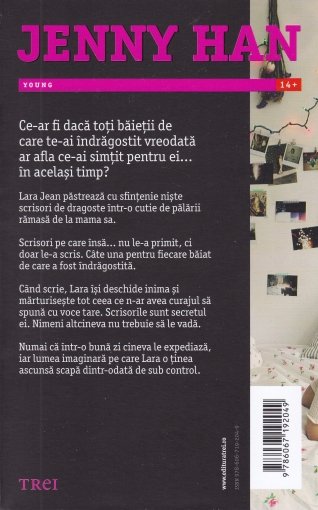 JENNY HAN
YOUNG
14+
Ce-ar fi dacă toți băieții de
care te-ai îndrăgostit vreodată
ar afla ce-ai simțit pentru ei...
în același timp?
Lara Jean păstrează cu sfințenie niște
scrisori de dragoste într-o cutie de pălării
rămasă de la mama sa.
Scrisori pe care însă... nu le-a primit, ci
doar le-a scris. Câte una pentru fiecare băiat
de care a fost îndrăgostită.
Când scrie, Lara își deschide inima și
mărturisește tot ceea ce n-ar avea curajul să
spună cu voce tare. Scrisorile sunt secretul
ei. Nimeni altcineva nu trebuie să le vadă.
Numai că într-o bună zi cineva le expediază,
iar lumea imaginară pe care Lara o ținea
ascunsă scapă dintr-odată de sub control.
TREI
www.edituratrei.ro
ISBN 978-606-719-204-9
9 786067 192049